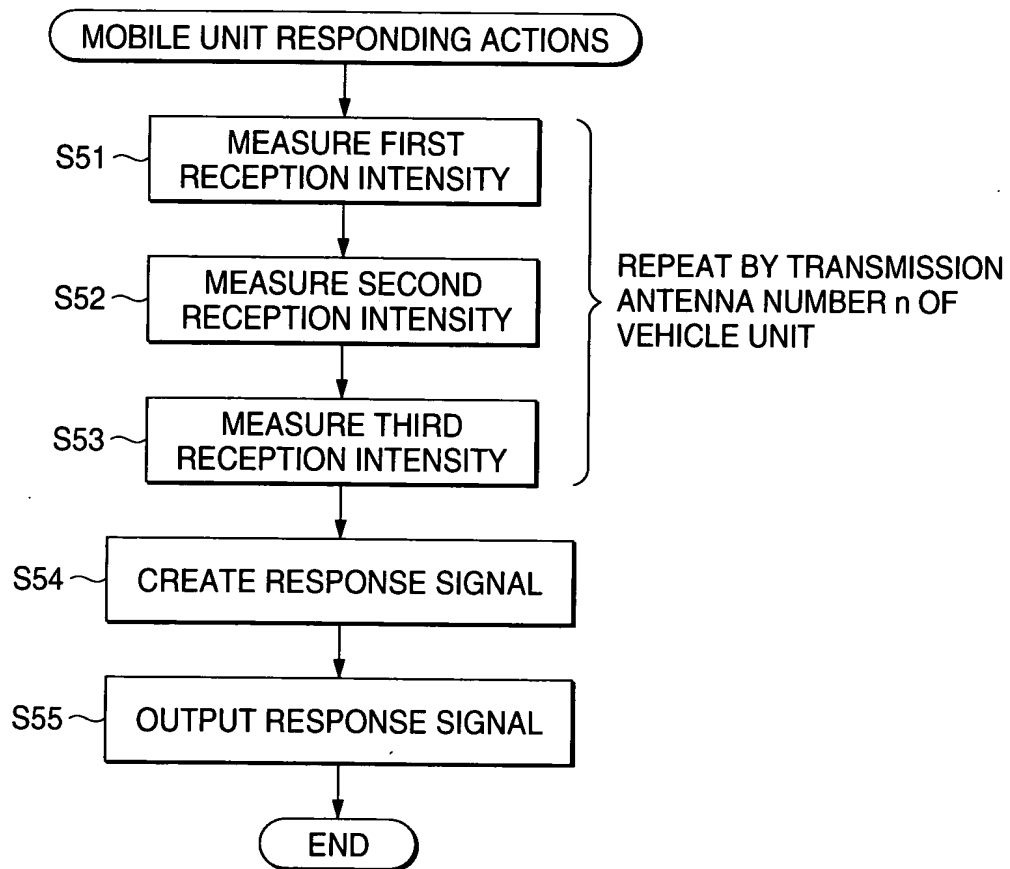 MOBILE UNIT RESPONDING ACTIONS
S51
MEASURE FIRST
RECEPTION INTENSITY
S52
MEASURE SECOND
RECEPTION INTENSITY
S53
MEASURE THIRD
RECEPTION INTENSITY
REPEAT BY TRANSMISSION
ANTENNA NUMBER n OF
VEHICLE UNIT
S54
CREATE RESPONSE SIGNAL
S55
OUTPUT RESPONSE SIGNAL
END